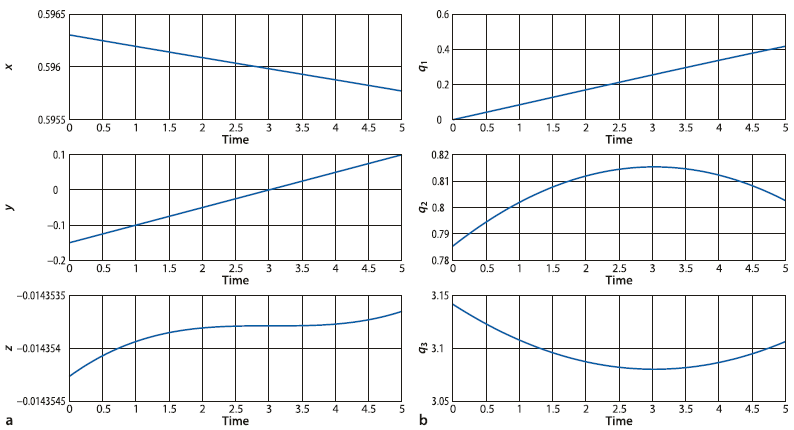 0.5965
0.596
0.5955
x
0 0.5 1 1.5 2 2.5 3 3.5 4 4.5 5
Time
0.1
0
−0.1
−0.2
y
0 0.5 1 1.5 2 2.5 3 3.5 4 4.5 5
Time
−0.0143535
−0.014354
−0.0143545
z
0 0.5 1 1.5 2 2.5 3 3.5 4 4.5 5
Time
a
0.6
0.4
0.2
0
q1
0 0.5 1 1.5 2 2.5 3 3.5 4 4.5 5
Time
0.82
0.81
0.8
0.79
0.78
q2
0 0.5 1 1.5 2 2.5 3 3.5 4 4.5 5
Time
3.15
3.1
3.05
q3
0 0.5 1 1.5 2 2.5 3 3.5 4 4.5 5
Time
b